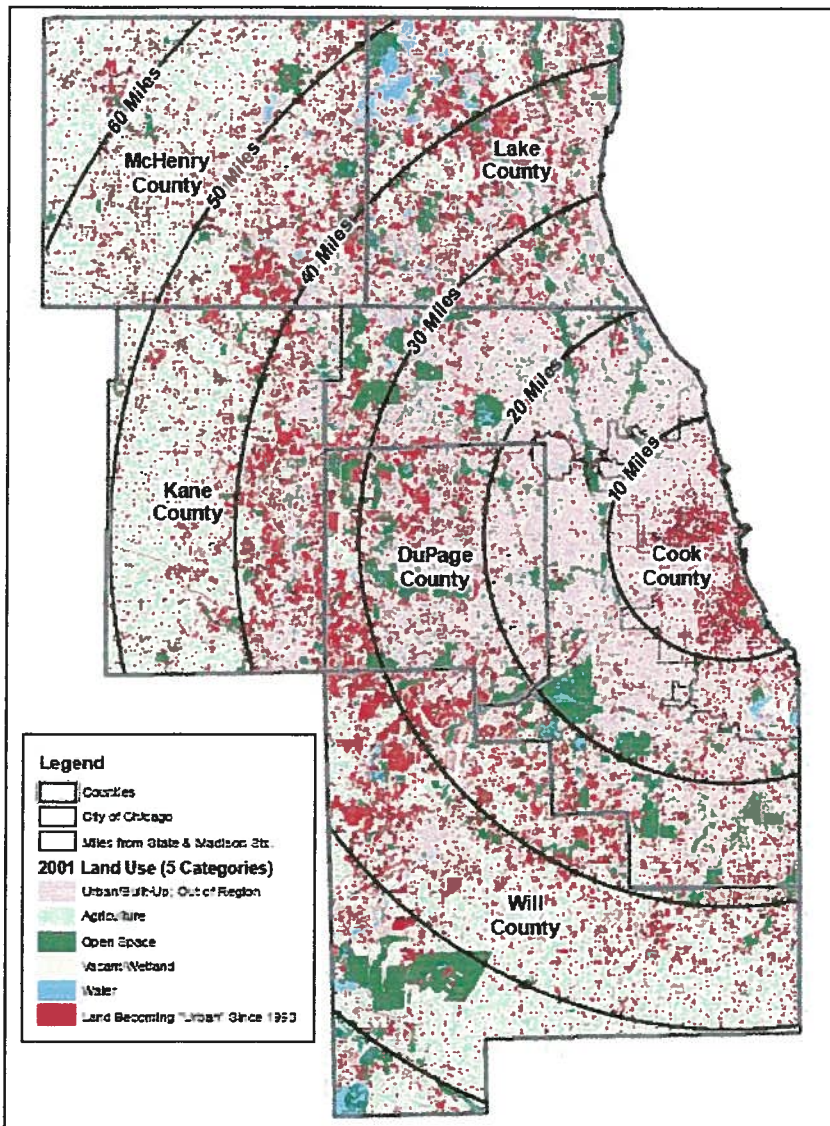 60 Miles
McHenry
County
50 Miles
Lake
County
40 Miles
30 Miles
20 Miles
10 Miles
Kane
County
DuPage
County
Cook
County
Will
County
Legend
Counties
City of Chicago
Miles from State & Madison Sts.
2001 Land Use (5 Categories)
Urban/Built-Up; Out of Region
Agriculture
Open Space
Vacant/Wetland
Water
Land Becoming "Urban" Since 1990